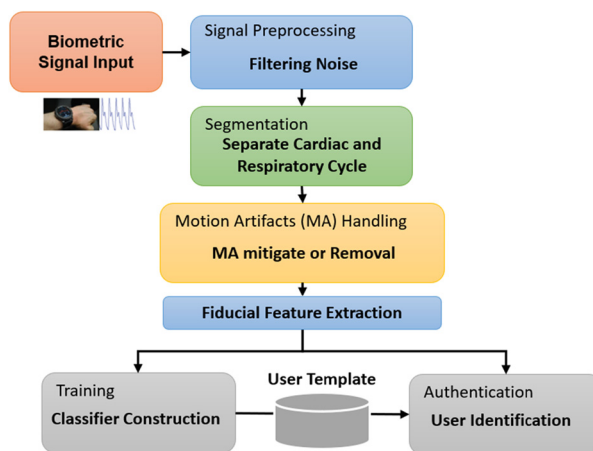 Biometric
Signal Input
Signal Preprocessing
Filtering Noise
Segmentation
Separate Cardiac and
Respiratory Cycle
Motion Artifacts (MA) Handling
MA mitigate or Removal
Fiducial Feature Extraction
Training
Classifier Construction
User Template
Authentication
User Identification